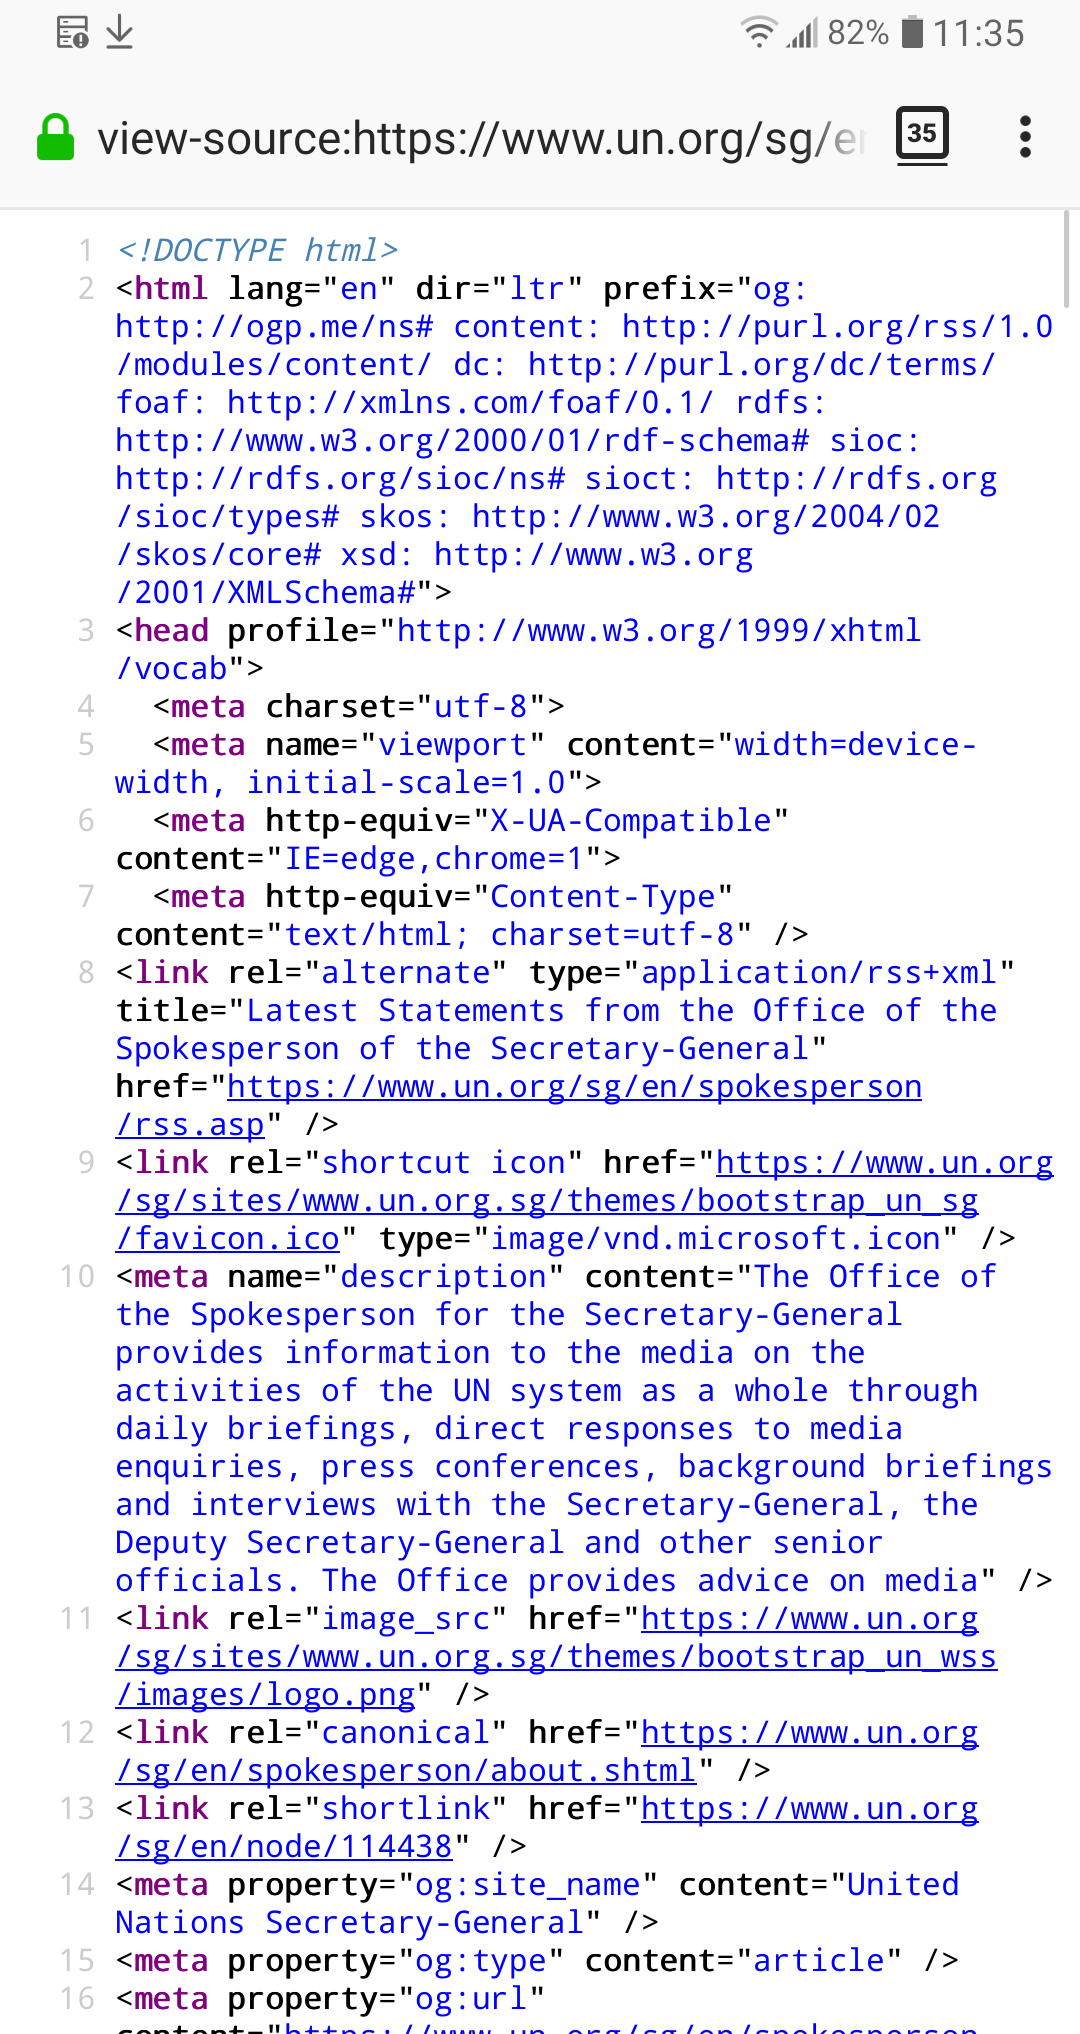 82% 11:35
view-source:https://www.un.org/sg/e 35
1 <!DOCTYPE html>
2 <html lang="en" dir="ltr" prefix="og:
http://ogp.me/ns# content: http://purl.org/rss/1.0
/modules/content/ dc: http://purl.org/dc/terms/
foaf: http://xmlns.com/foaf/0.1/ rdfs:
http://www.w3.org/2000/01/rdf-schema# sioc:
http://rdfs.org/sioc/ns# sioct: http://rdfs.org
/sioc/types# skos: http://www.w3.org/2004/02
/skos/core# xsd: http://www.w3.org
/2001/XMLSchema#">
3 <head profile="http://www.w3.org/1999/xhtml
/vocab">
4 <meta charset="utf-8">
5 <meta name="viewport" content="width=device-
width, initial-scale=1.0">
6 <meta http-equiv="X-UA-Compatible"
content="IE=edge,chrome=1">
7 <meta http-equiv="Content-Type"
content="text/html; charset=utf-8" />
8 <link rel="alternate" type="application/rss+xml"
title="Latest Statements from the Office of the
Spokesperson of the Secretary-General"
href="https://www.un.org/sg/en/spokesperson
/rss.asp" />
9 <link rel="shortcut icon" href="https://www.un.org
/sg/sites/www.un.org.sg/themes/bootstrap_un_sg
/favicon.ico" type="image/vnd.microsoft.icon" />
10 <meta name="description" content="The Office of
the Spokesperson for the Secretary-General
provides information to the media on the
activities of the UN system as a whole through
daily briefings, direct responses to media
enquiries, press conferences, background briefings
and interviews with the Secretary-General, the
Deputy Secretary-General and other senior
officials. The Office provides advice on media" />
11 <link rel="image_src" href="https://www.un.org
/sg/sites/www.un.org.sg/themes/bootstrap_un_wss
/images/logo.png" />
12 <link rel="canonical" href="https://www.un.org
/sg/en/spokesperson/about.shtml" />
13 <link rel="shortlink" href="https://www.un.org
/sg/en/node/114438" />
14 <meta property="og:site_name" content="United
Nations Secretary-General" />
15 <meta property="og:type" content="article" />
16 <meta property="og:url"
content="https://www.un.org/sg/en/spokesperson